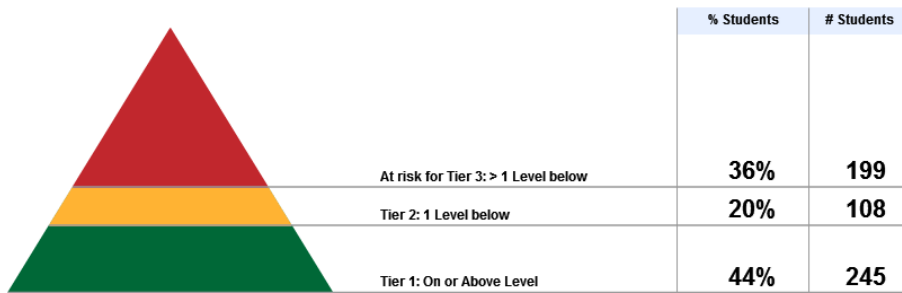 % Students # Students
At risk for Tier 3: > 1 Level below 36% 199
Tier 2: 1 Level below 20% 108
Tier 1: On or Above Level 44% 245